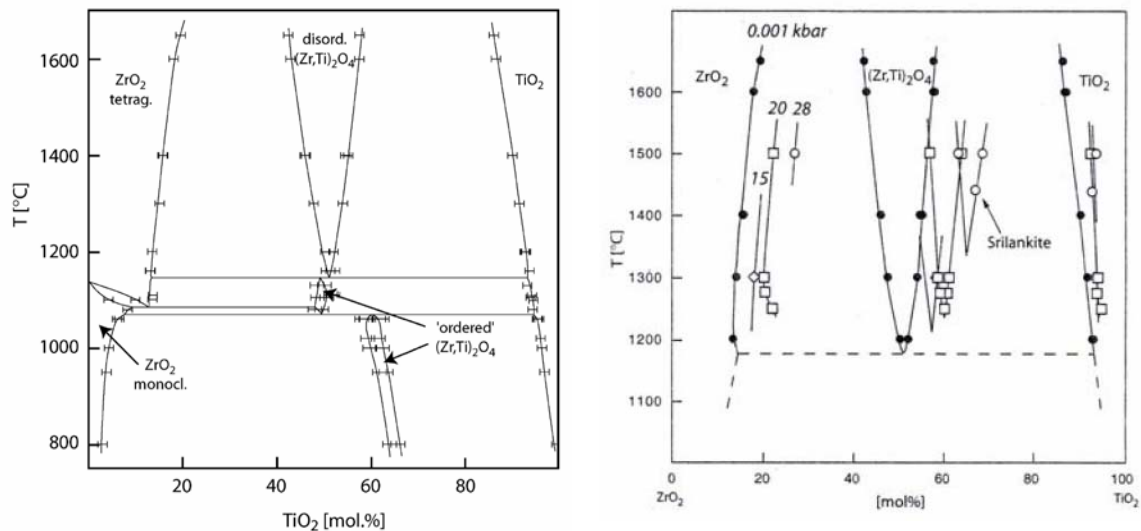 1600
1400
1200
1000
800
T [°C]
ZrO₂
tetrag.
disord.
(Zr,Ti)₂O₄
TiO₂
'ordered'
(Zr,Ti)₂O₄
ZrO₂
monocl.
20
40
60
80
TiO₂ [mol.%]
0.001 kbar
ZrO₂
(Zr,Ti)₂O₄
TiO₂
20
28
15
Srilankite
1600
1500
1400
1300
1200
1100
1000
T [°C]
0
20
40
60
80
100
ZrO₂
[mol%]
TiO₂